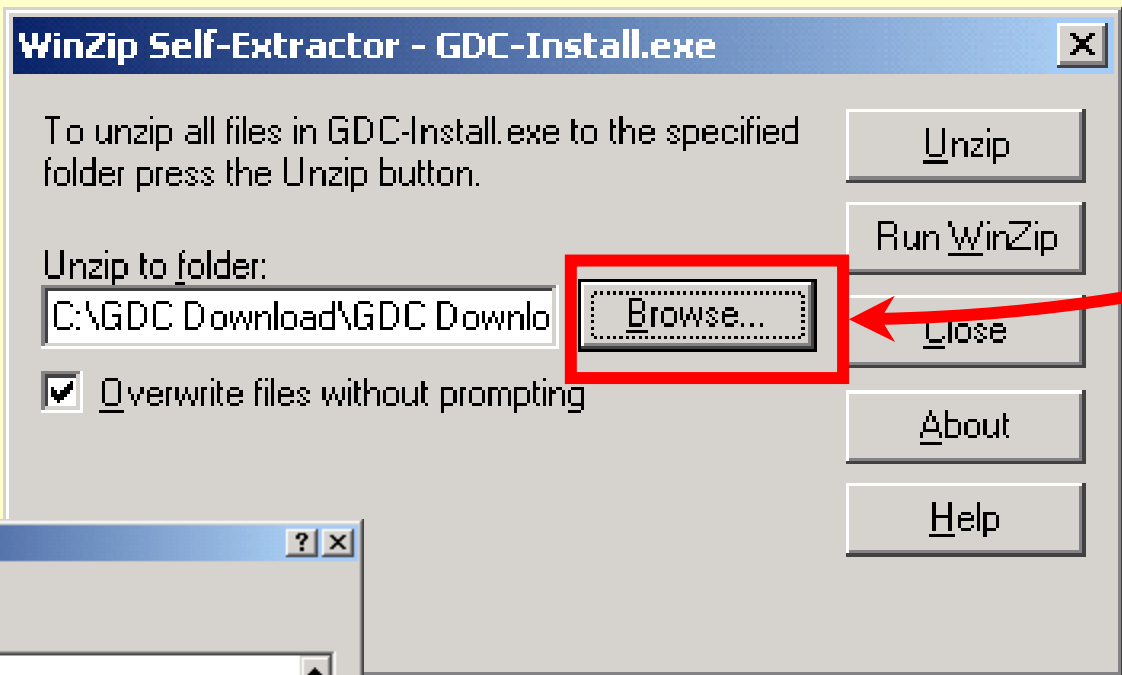 WinZip Self-Extractor - GDC-Install.exe
To unzip all files in GDC-Install.exe to the specified
folder press the Unzip button.
Unzip
Run WinZip
Unzip to folder:
C:\GDC Download\GDC Downlo
Browse...
Close
Overwrite files without prompting
About
Help